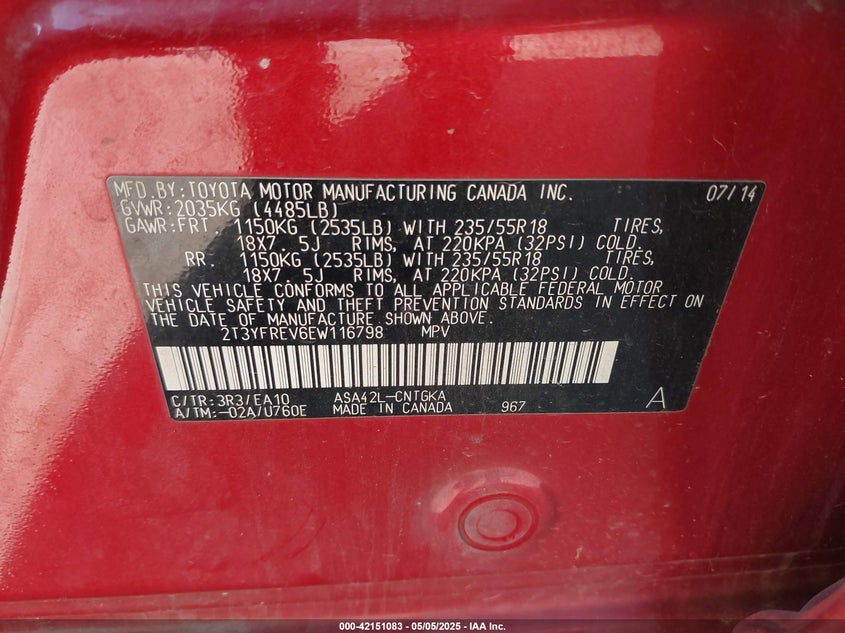 MFD.BY:TOYOTA MOTOR MANUFACTURING CANADA INC. 07/14
GVWR:2035KG (4485LB)
GAWR:FRT. 1150KG (2535LB) WITH 235/55R18 TIRES,
18X7. 5J RIMS, AT 220KPA (32PSI) COLD.
RR. 1150KG (2535LB) WITH 235/55R18 TIRES,
18X7. 5J RIMS, AT 220KPA (32PSI) COLD.
THIS VEHICLE CONFORMS TO ALL APPLICABLE FEDERAL MOTOR
VEHICLE SAFETY AND THEFT PREVENTION STANDARDS IN EFFECT ON
THE DATE OF MANUFACTURE SHOWN ABOVE.
2T3YFREV6EW116798 MPV
C/TR:3R3/EA10 ASA42L-CNTGKA
A/TM:-02A/U760E MADE IN CANADA 967 A
000-42151083 - 05/05/2025 - IAA Inc.